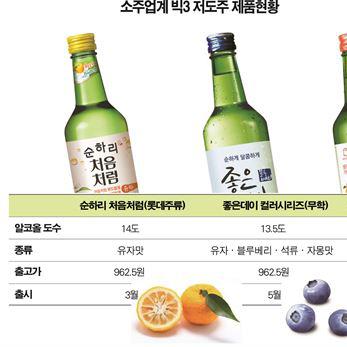 소주업계 빅3 저도주 제품현황
순하리
처음
처럼
순하게 달콤하게
좋은
순하리 처음처럼(롯데주류) 좋은데이 컬러시리즈(무학)
알코올 도수 14도 13.5도
종류 유자맛 유자·블루베리·석류·자몽맛
출고가 962.5원 962.5원
출시 3월 5월